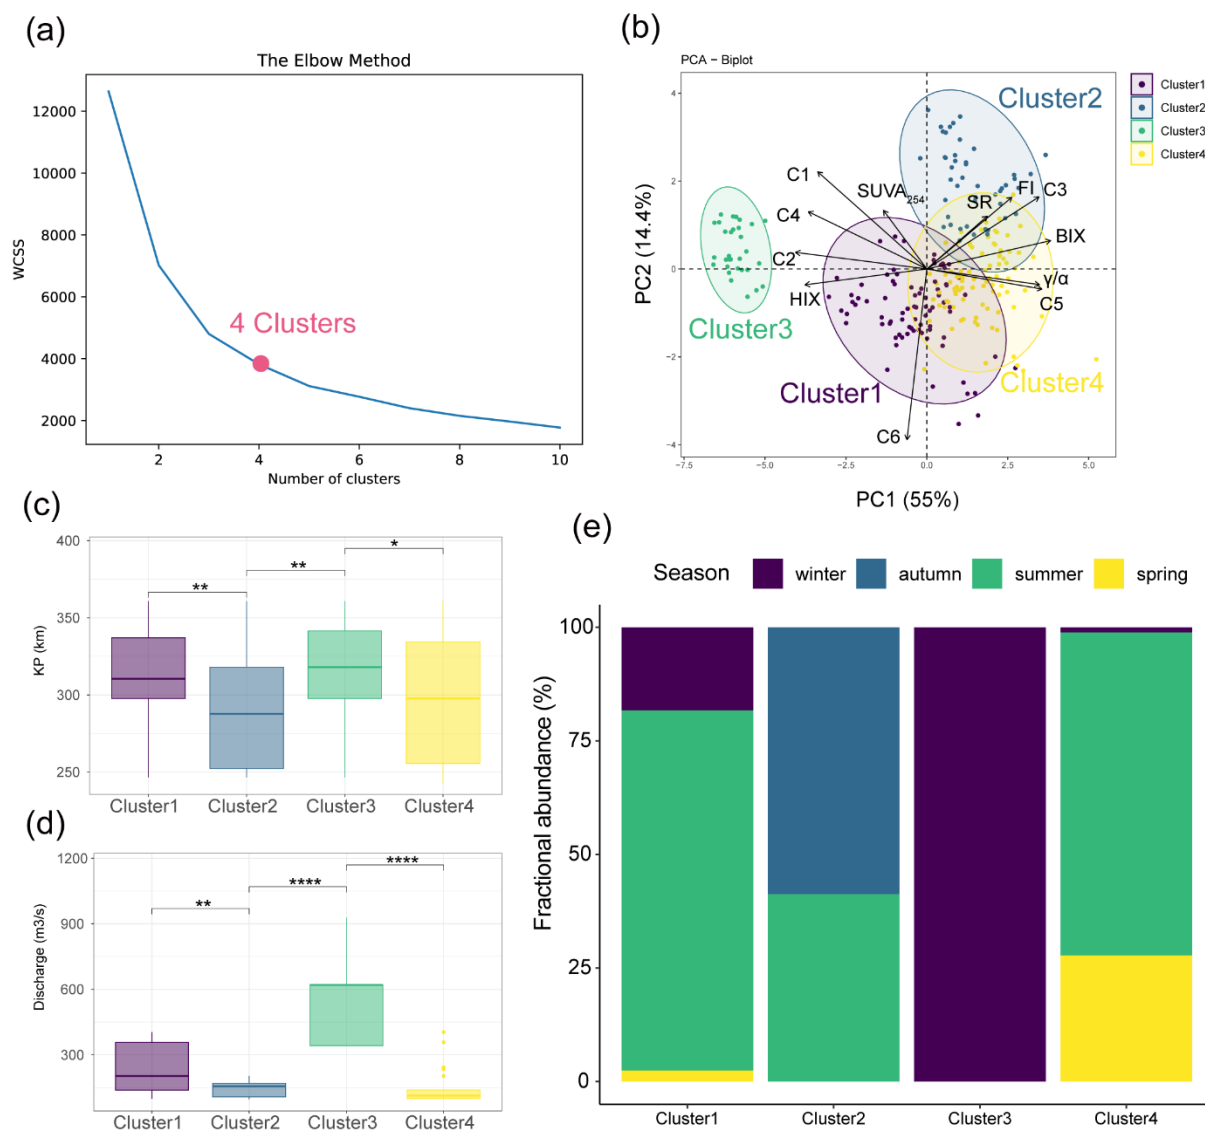 (a)
The Elbow Method
12000
10000
8000
6000
4000
2000
WCSS
4 Clusters
2
4
6
8
10
Number of clusters
(b)
PCA − Biplot
4
2
0
−2
−4
PC2 (14.4%)
Cluster2
C1
SUVA254
FI
C3
SR
C4
BIX
C2
γ/α
HIX
C5
Cluster3
Cluster1
Cluster4
C6
−7.5
−5.0
−2.5
0.0
2.5
5.0
PC1 (55%)
Cluster1
Cluster2
Cluster3
Cluster4
(c)
400
350
300
250
KP (km)
**
**
*
Cluster1
Cluster2
Cluster3
Cluster4
(d)
1200
900
600
300
Discharge (m3/s)
**
****
****
Cluster1
Cluster2
Cluster3
Cluster4
(e)
Season
winter
autumn
summer
spring
100
75
50
25
0
Fractional abundance (%)
Cluster1
Cluster2
Cluster3
Cluster4